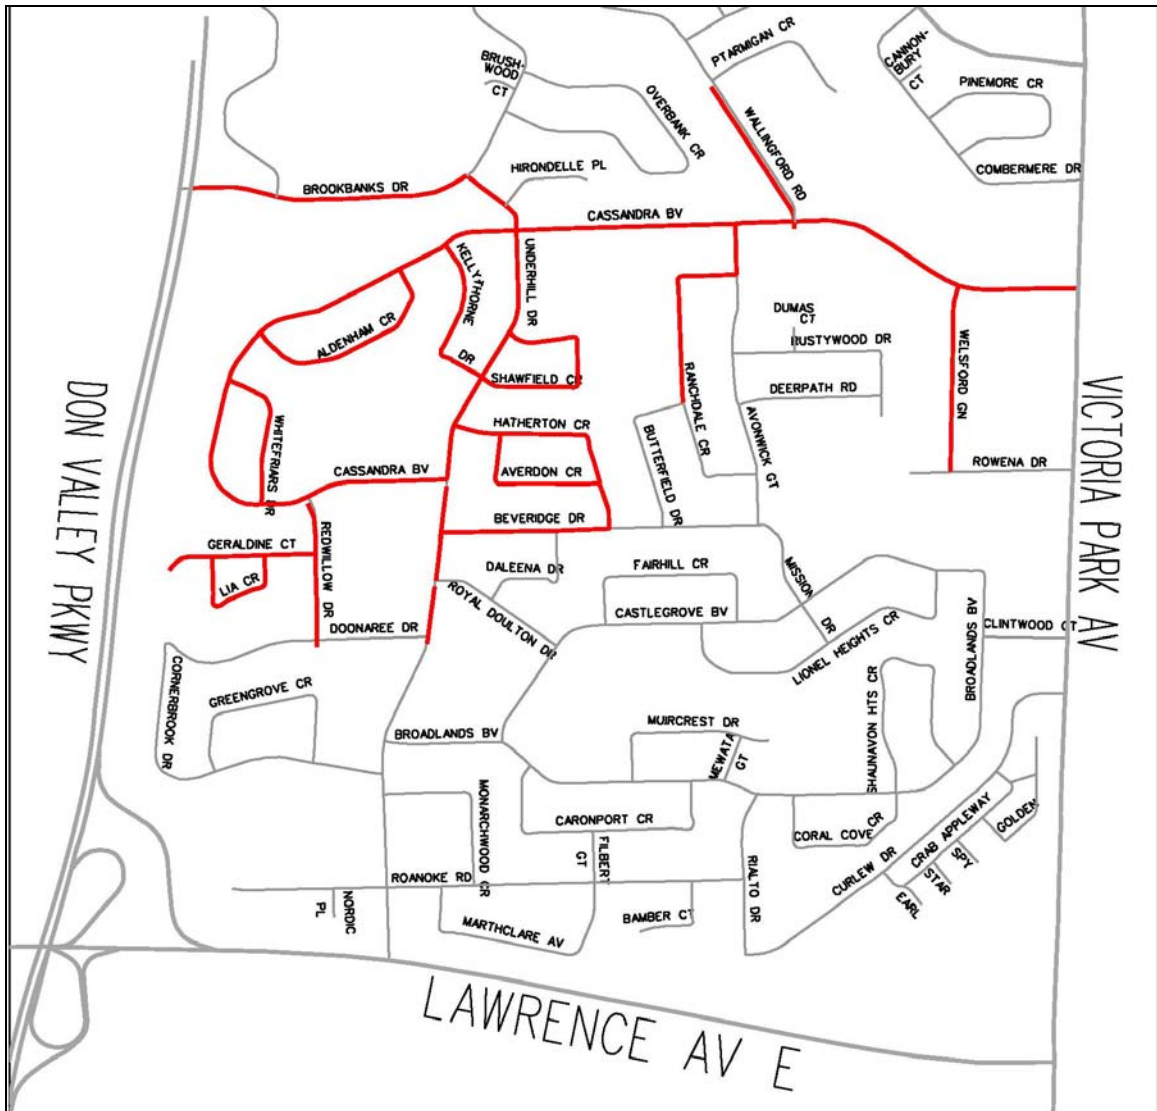 PTARMIGAN CR
BRUSH-
WOOD
CT
CANNON-
BURY
CT
PINEMORE CR
OVERBANK CR
WALLINGFORD RD
HIRONDELLE PL
COMBERMERE DR
BROOKBANKS DR
CASSANDRA BV
UNDERHILL DR
KELLYTHORNE
DR
ALDENHAM CR
DUMAS
CT
RUSTYWOOD DR
WELSFORD GN
SHAWFIELD CR
RANCHDALE CR
DEERPATH RD
DON VALLEY PKWY
VICTORIA PARK AV
WHITEFRIARS DR
HATHERTON CR
BUTTERFIELD DR
AVONWICK GT
CASSANDRA BV
AVERDON CR
ROWENA DR
BEVERIDGE DR
REDWILLOW DR
GERALDINE CT
LIA CR
DALEENA DR
FAIRHILL CR
MISSION
DR
ROYAL DOULTON DR
CASTLEGROVE BV
DOONAREE DR
LIONEL HEIGHTS CR
BROADLANDS BV
CLINTWOOD GT
CORNERBROOK DR
GREENGROVE CR
SHAUNAVON HTS CR
BROADLANDS BV
MUIRCREST DR
MEWATA
GT
MONARCHWOOD CR
CARONPORT CR
CORAL COVE CR
CRAB APPLEWAY
GOLDEN
FILBERT
GT
CURLEW DR
SPY
STAR
EARL
ROANOKE RD
RIALTO DR
NORDIC
PL
MARTHCLARE AV
BAMBER CT
LAWRENCE AV E